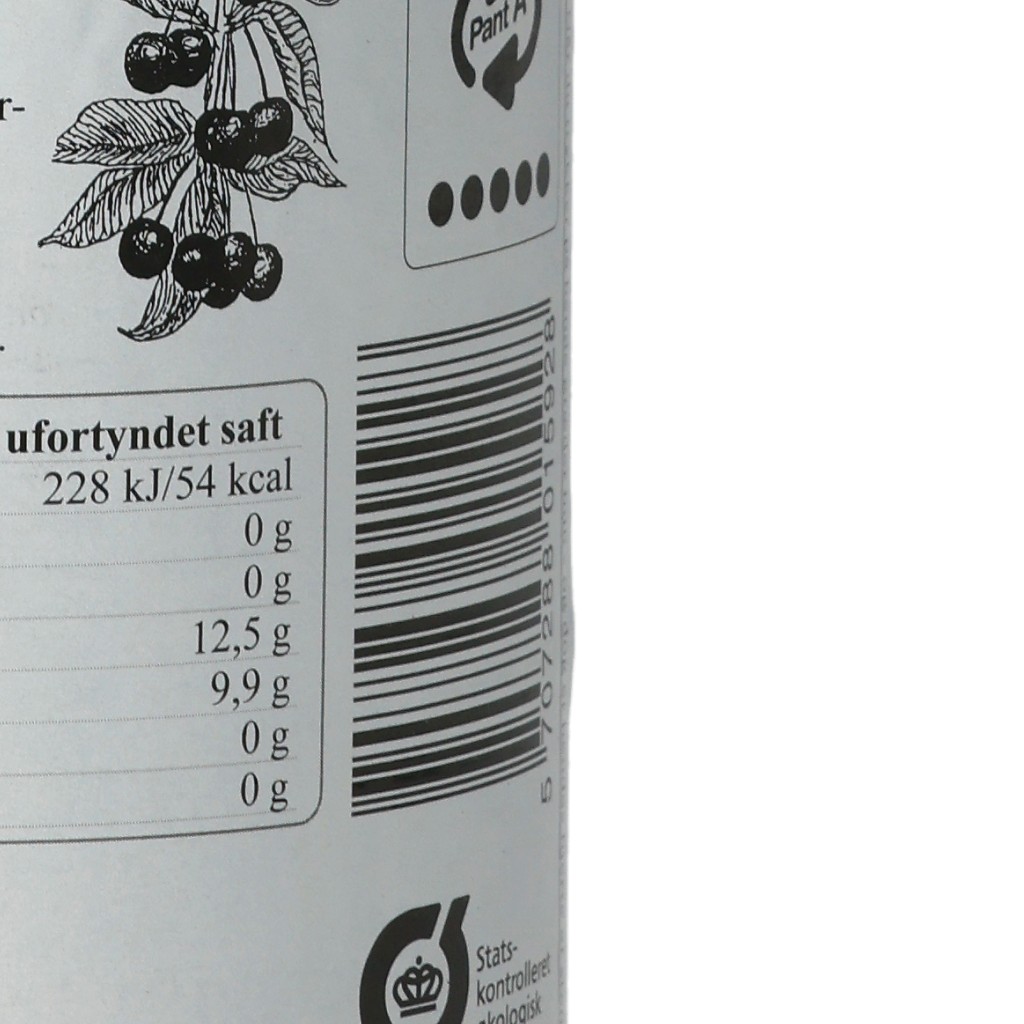 Pant A
r-
ufortyndet saft
228 kJ/54 kcal
0 g
0 g
12,5 g
9,9 g
0 g
0 g
5 707288 015928
Stats-
kontrolleret
økologisk